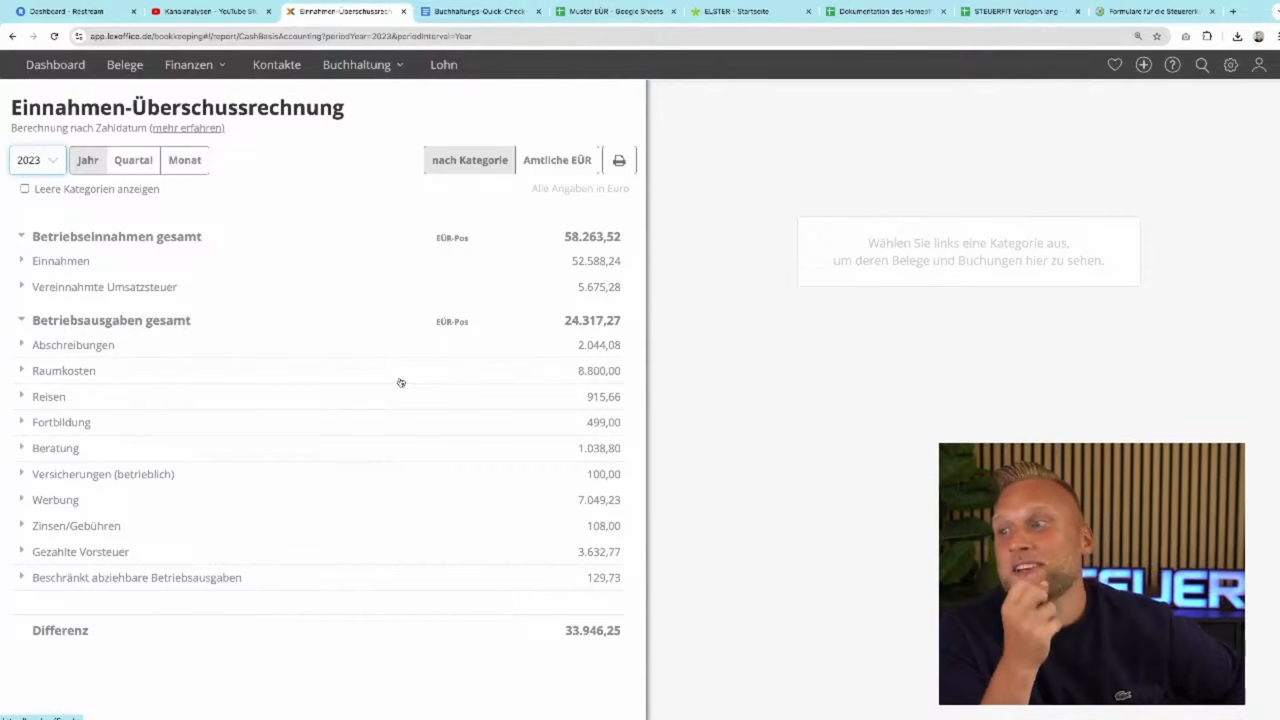 Dashboard - Restream
Kanalanalysen - YouTube St
Einnahmen-Überschussrech
Buchhaltungs-Quick-Check
Muster EÜR - Google Sheets
ELSTER - Startseite
Dokumentation des Homeof
STEUERFIT Vorlagen lang
Formulare für die Steuererk
app.lexoffice.de/bookkeeping#!/report/CashBasisAccounting?periodYear=2023&periodInterval=Year
Dashboard Belege Finanzen Kontakte Buchhaltung Lohn
Einnahmen-Überschussrechnung
Berechnung nach Zahldatum (mehr erfahren)
2023 Jahr Quartal Monat nach Kategorie Amtliche EÜR
Leere Kategorien anzeigen Alle Angaben in Euro
Betriebseinnahmen gesamt EÜR-Pos 58.263,52
Einnahmen 52.588,24
Vereinnahmte Umsatzsteuer 5.675,28
Betriebsausgaben gesamt EÜR-Pos 24.317,27
Abschreibungen 2.044,08
Raumkosten 8.800,00
Reisen 915,66
Fortbildung 499,00
Beratung 1.038,80
Versicherungen (betrieblich) 100,00
Werbung 7.049,23
Zinsen/Gebühren 108,00
Gezahlte Vorsteuer 3.632,77
Beschränkt abziehbare Betriebsausgaben 129,73
Differenz 33.946,25
Wählen Sie links eine Kategorie aus,
um deren Belege und Buchungen hier zu sehen.
STEUER